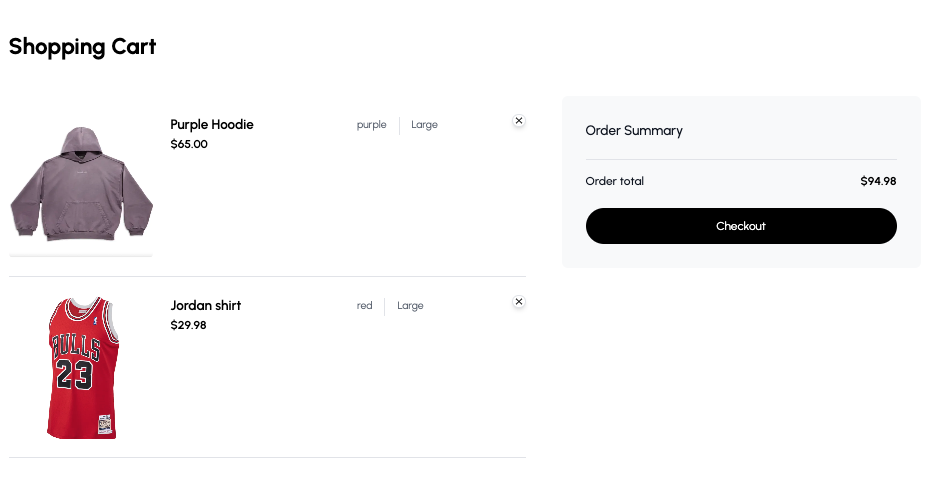 Shopping Cart
Purple Hoodie
$65.00
purple
Large
Jordan shirt
$29.98
red
Large
BULLS
23
Order Summary
Order total
$94.98
Checkout